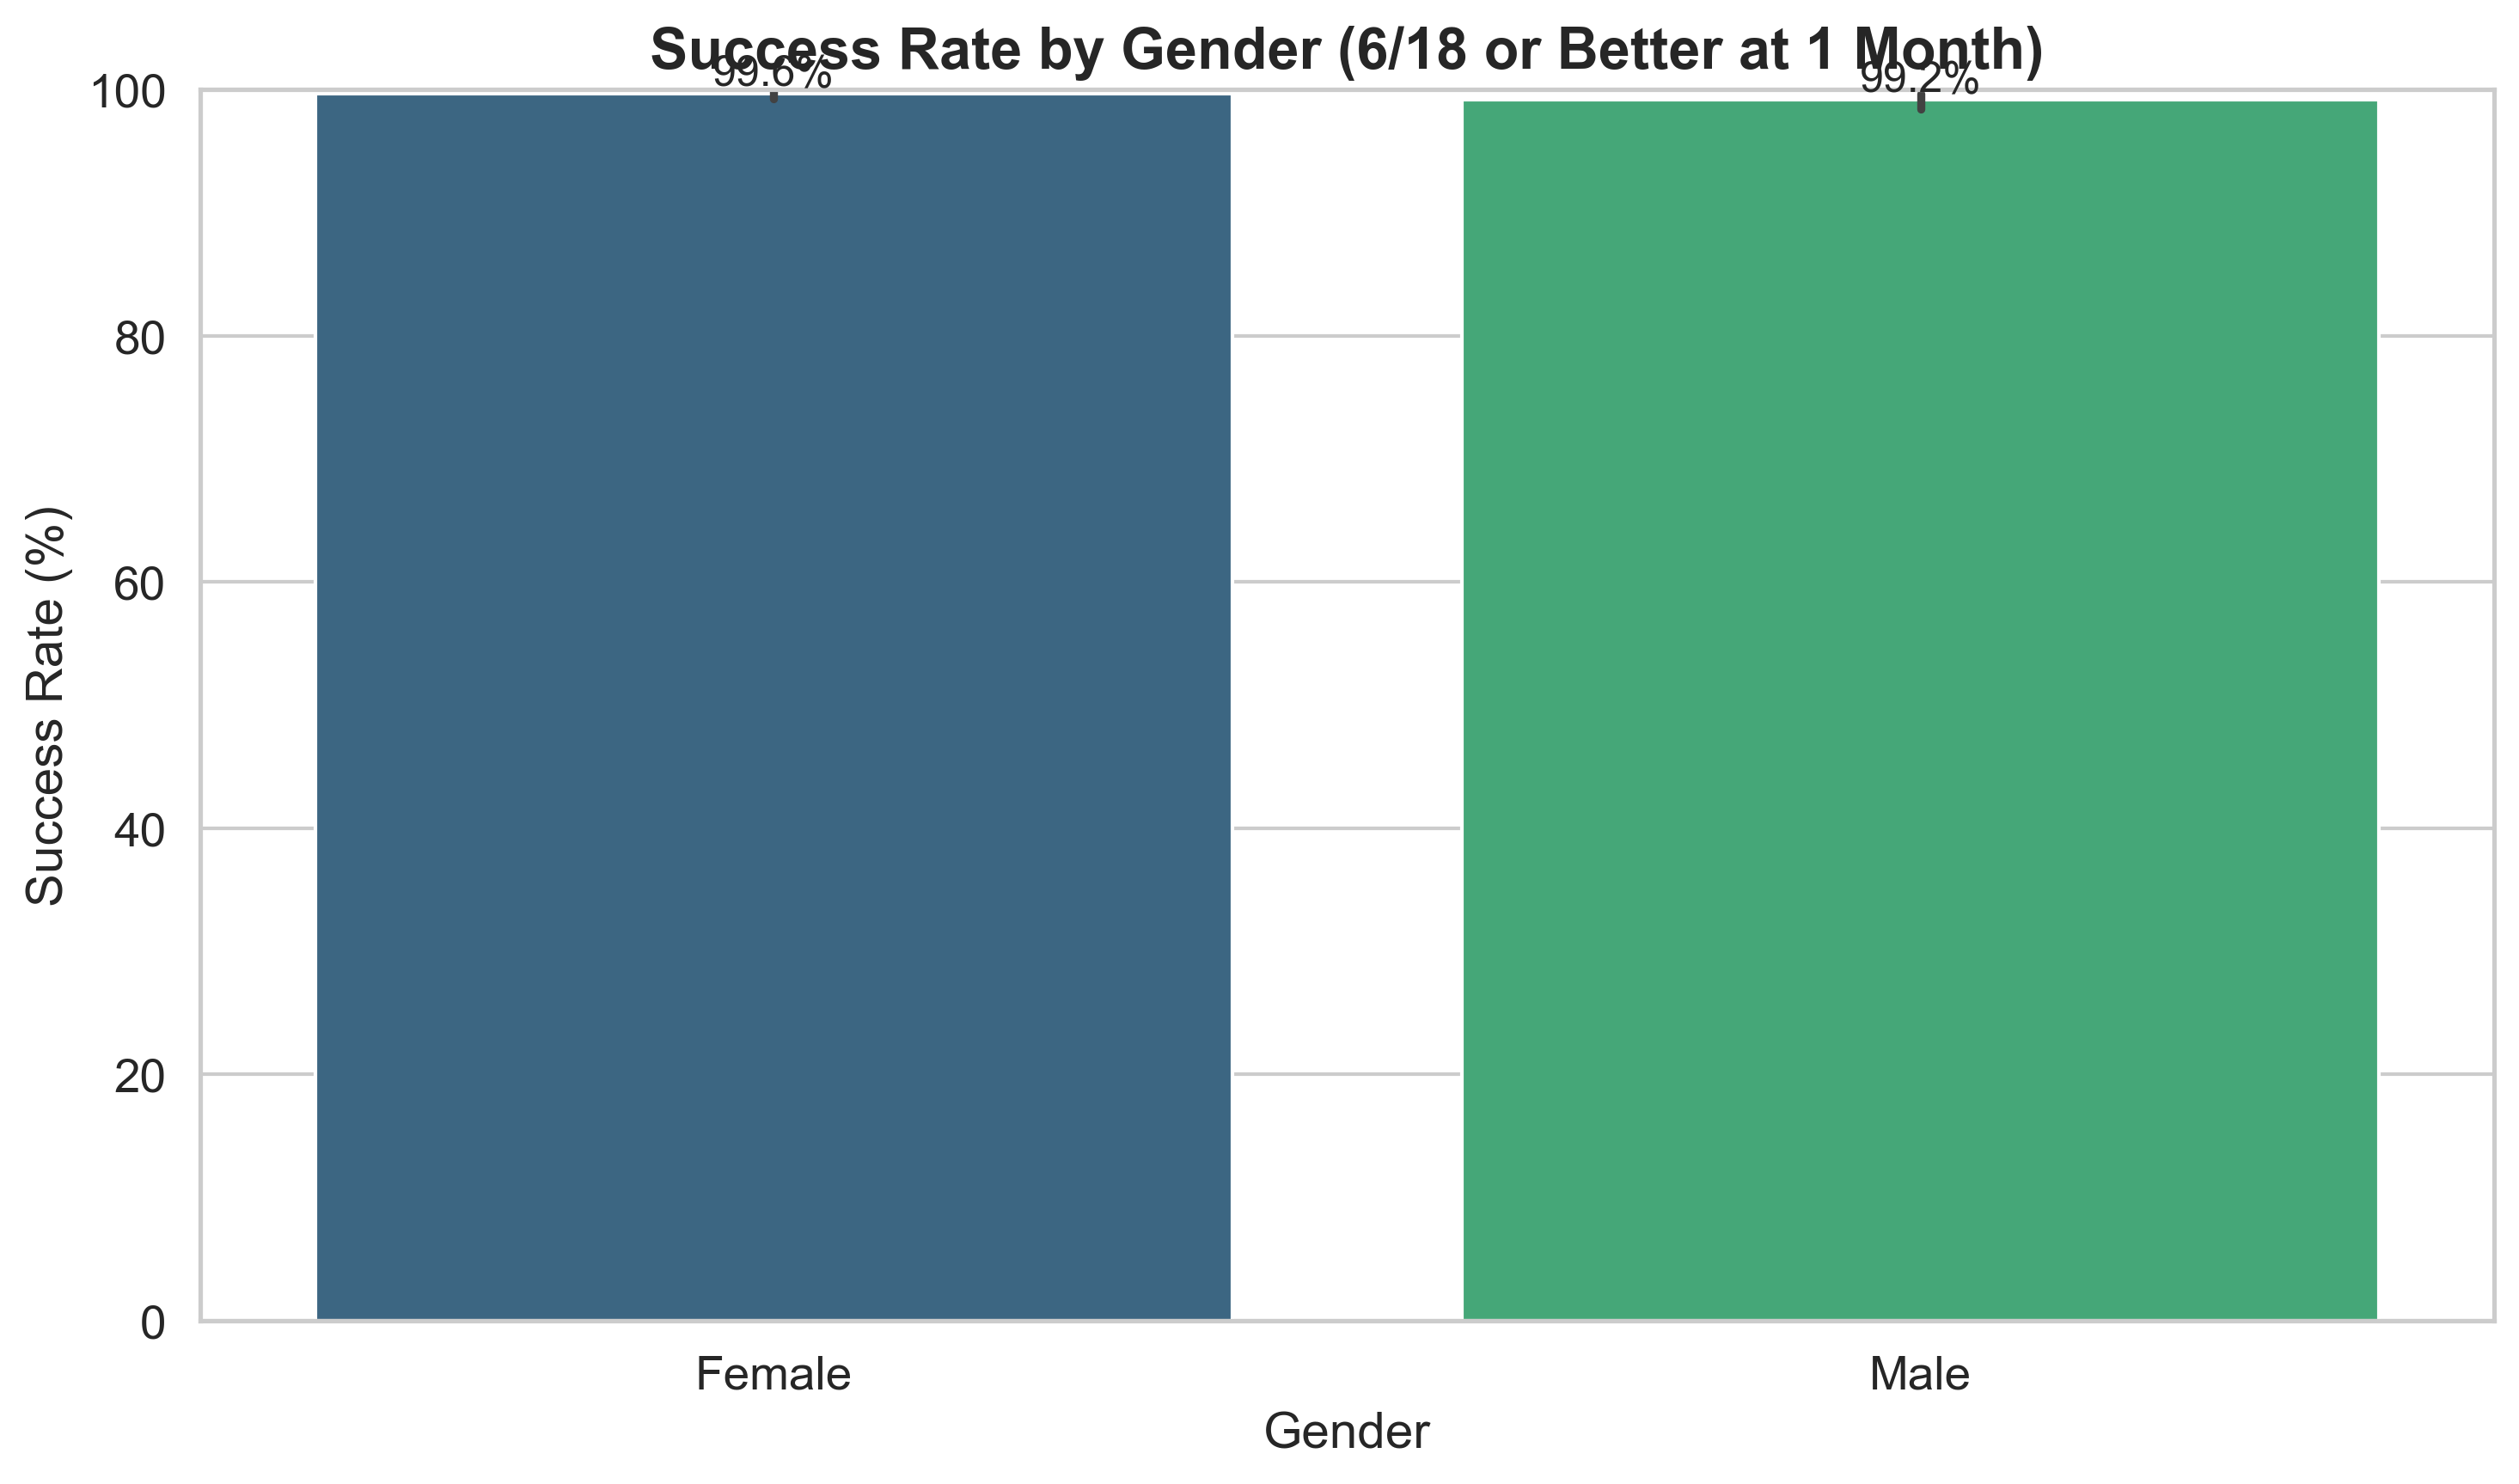 Success Rate by Gender (6/18 or Better at 1 Month)
99.6%
99.2%
100
80
60
40
20
0
Success Rate (%)
Female
Male
Gender